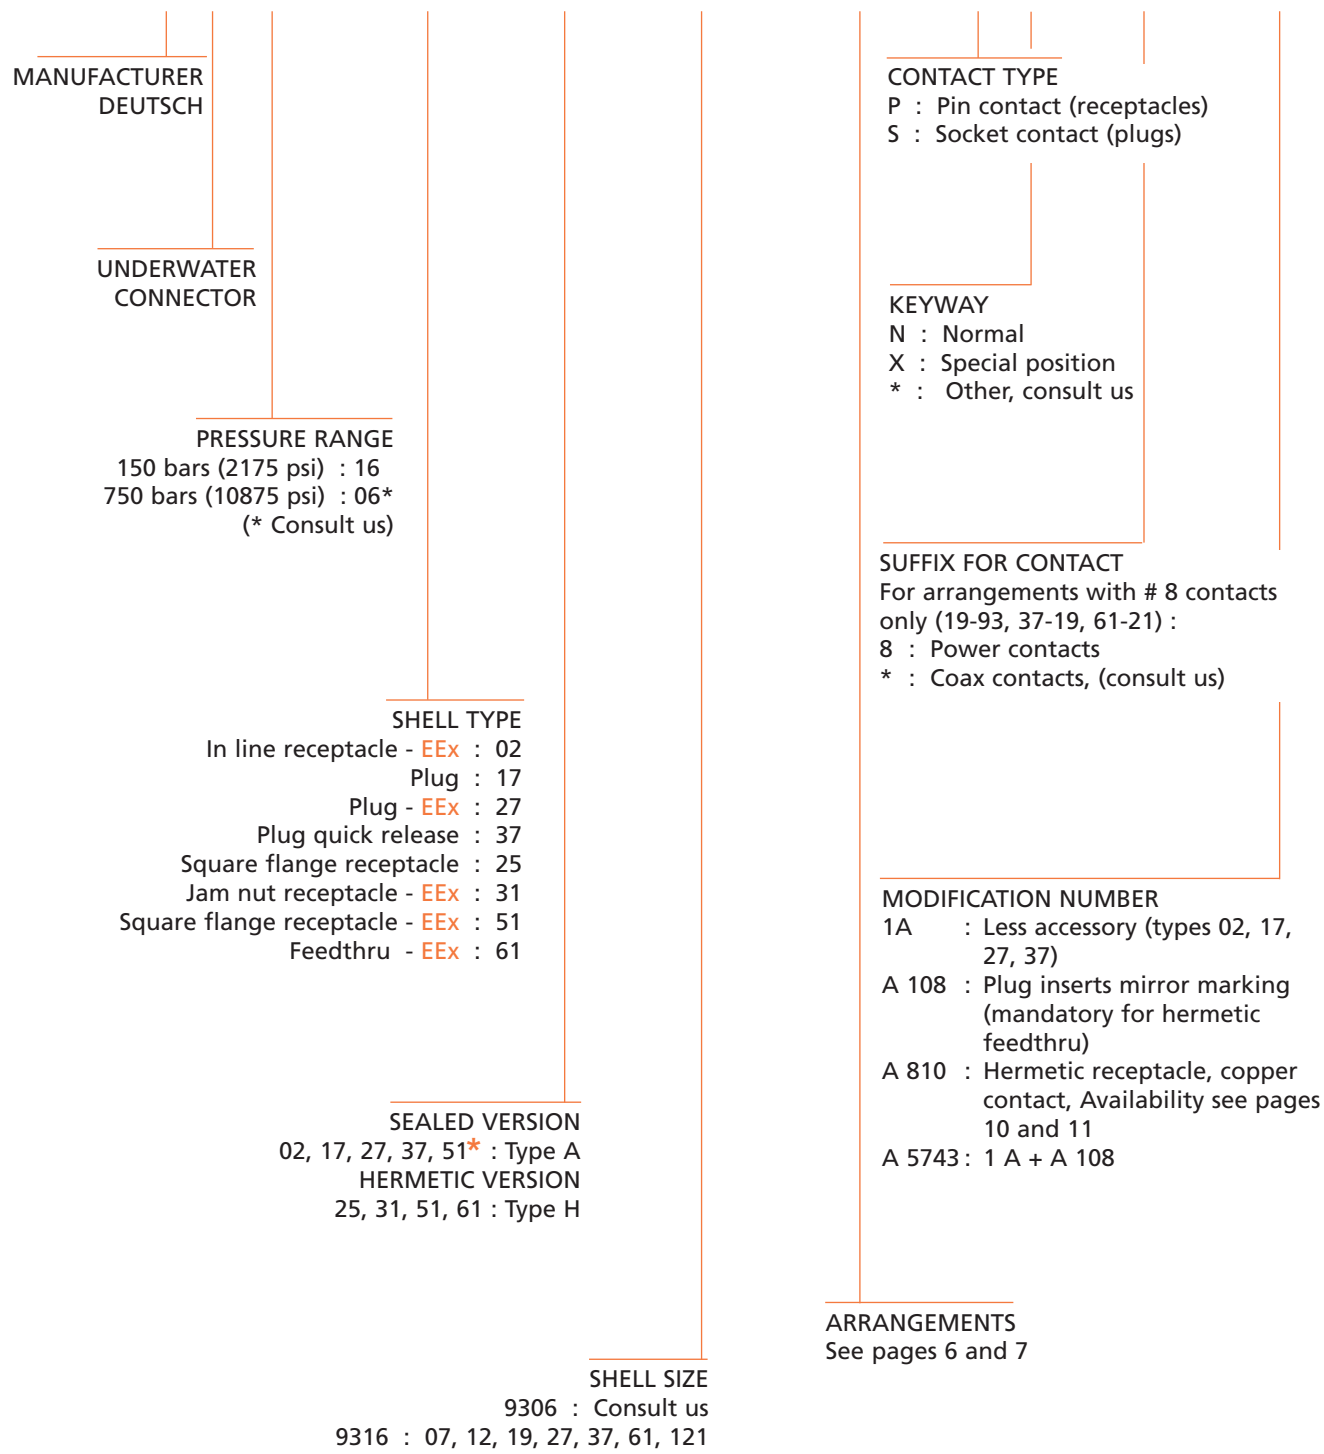 MANUFACTURER
DEUTSCH
UNDERWATER
CONNECTOR
PRESSURE RANGE
150 bars (2175 psi) : 16
750 bars (10875 psi) : 06*
(* Consult us)
SHELL TYPE
In line receptacle - EEx : 02
Plug : 17
Plug - EEx : 27
Plug quick release : 37
Square flange receptacle : 25
Jam nut receptacle - EEx : 31
Square flange receptacle - EEx : 51
Feedthru - EEx : 61
SEALED VERSION
02, 17, 27, 37, 51* : Type A
HERMETIC VERSION
25, 31, 51, 61 : Type H
SHELL SIZE
9306 : Consult us
9316 : 07, 12, 19, 27, 37, 61, 121
CONTACT TYPE
P : Pin contact (receptacles)
S : Socket contact (plugs)
KEYWAY
N : Normal
X : Special position
* : Other, consult us
SUFFIX FOR CONTACT
For arrangements with # 8 contacts
only (19-93, 37-19, 61-21) :
8 : Power contacts
* : Coax contacts, (consult us)
MODIFICATION NUMBER
1A : Less accessory (types 02, 17,
27, 37)
A 108 : Plug inserts mirror marking
(mandatory for hermetic
feedthru)
A 810 : Hermetic receptacle, copper
contact, Availability see pages
10 and 11
A 5743 : 1 A + A 108
ARRANGEMENTS
See pages 6 and 7